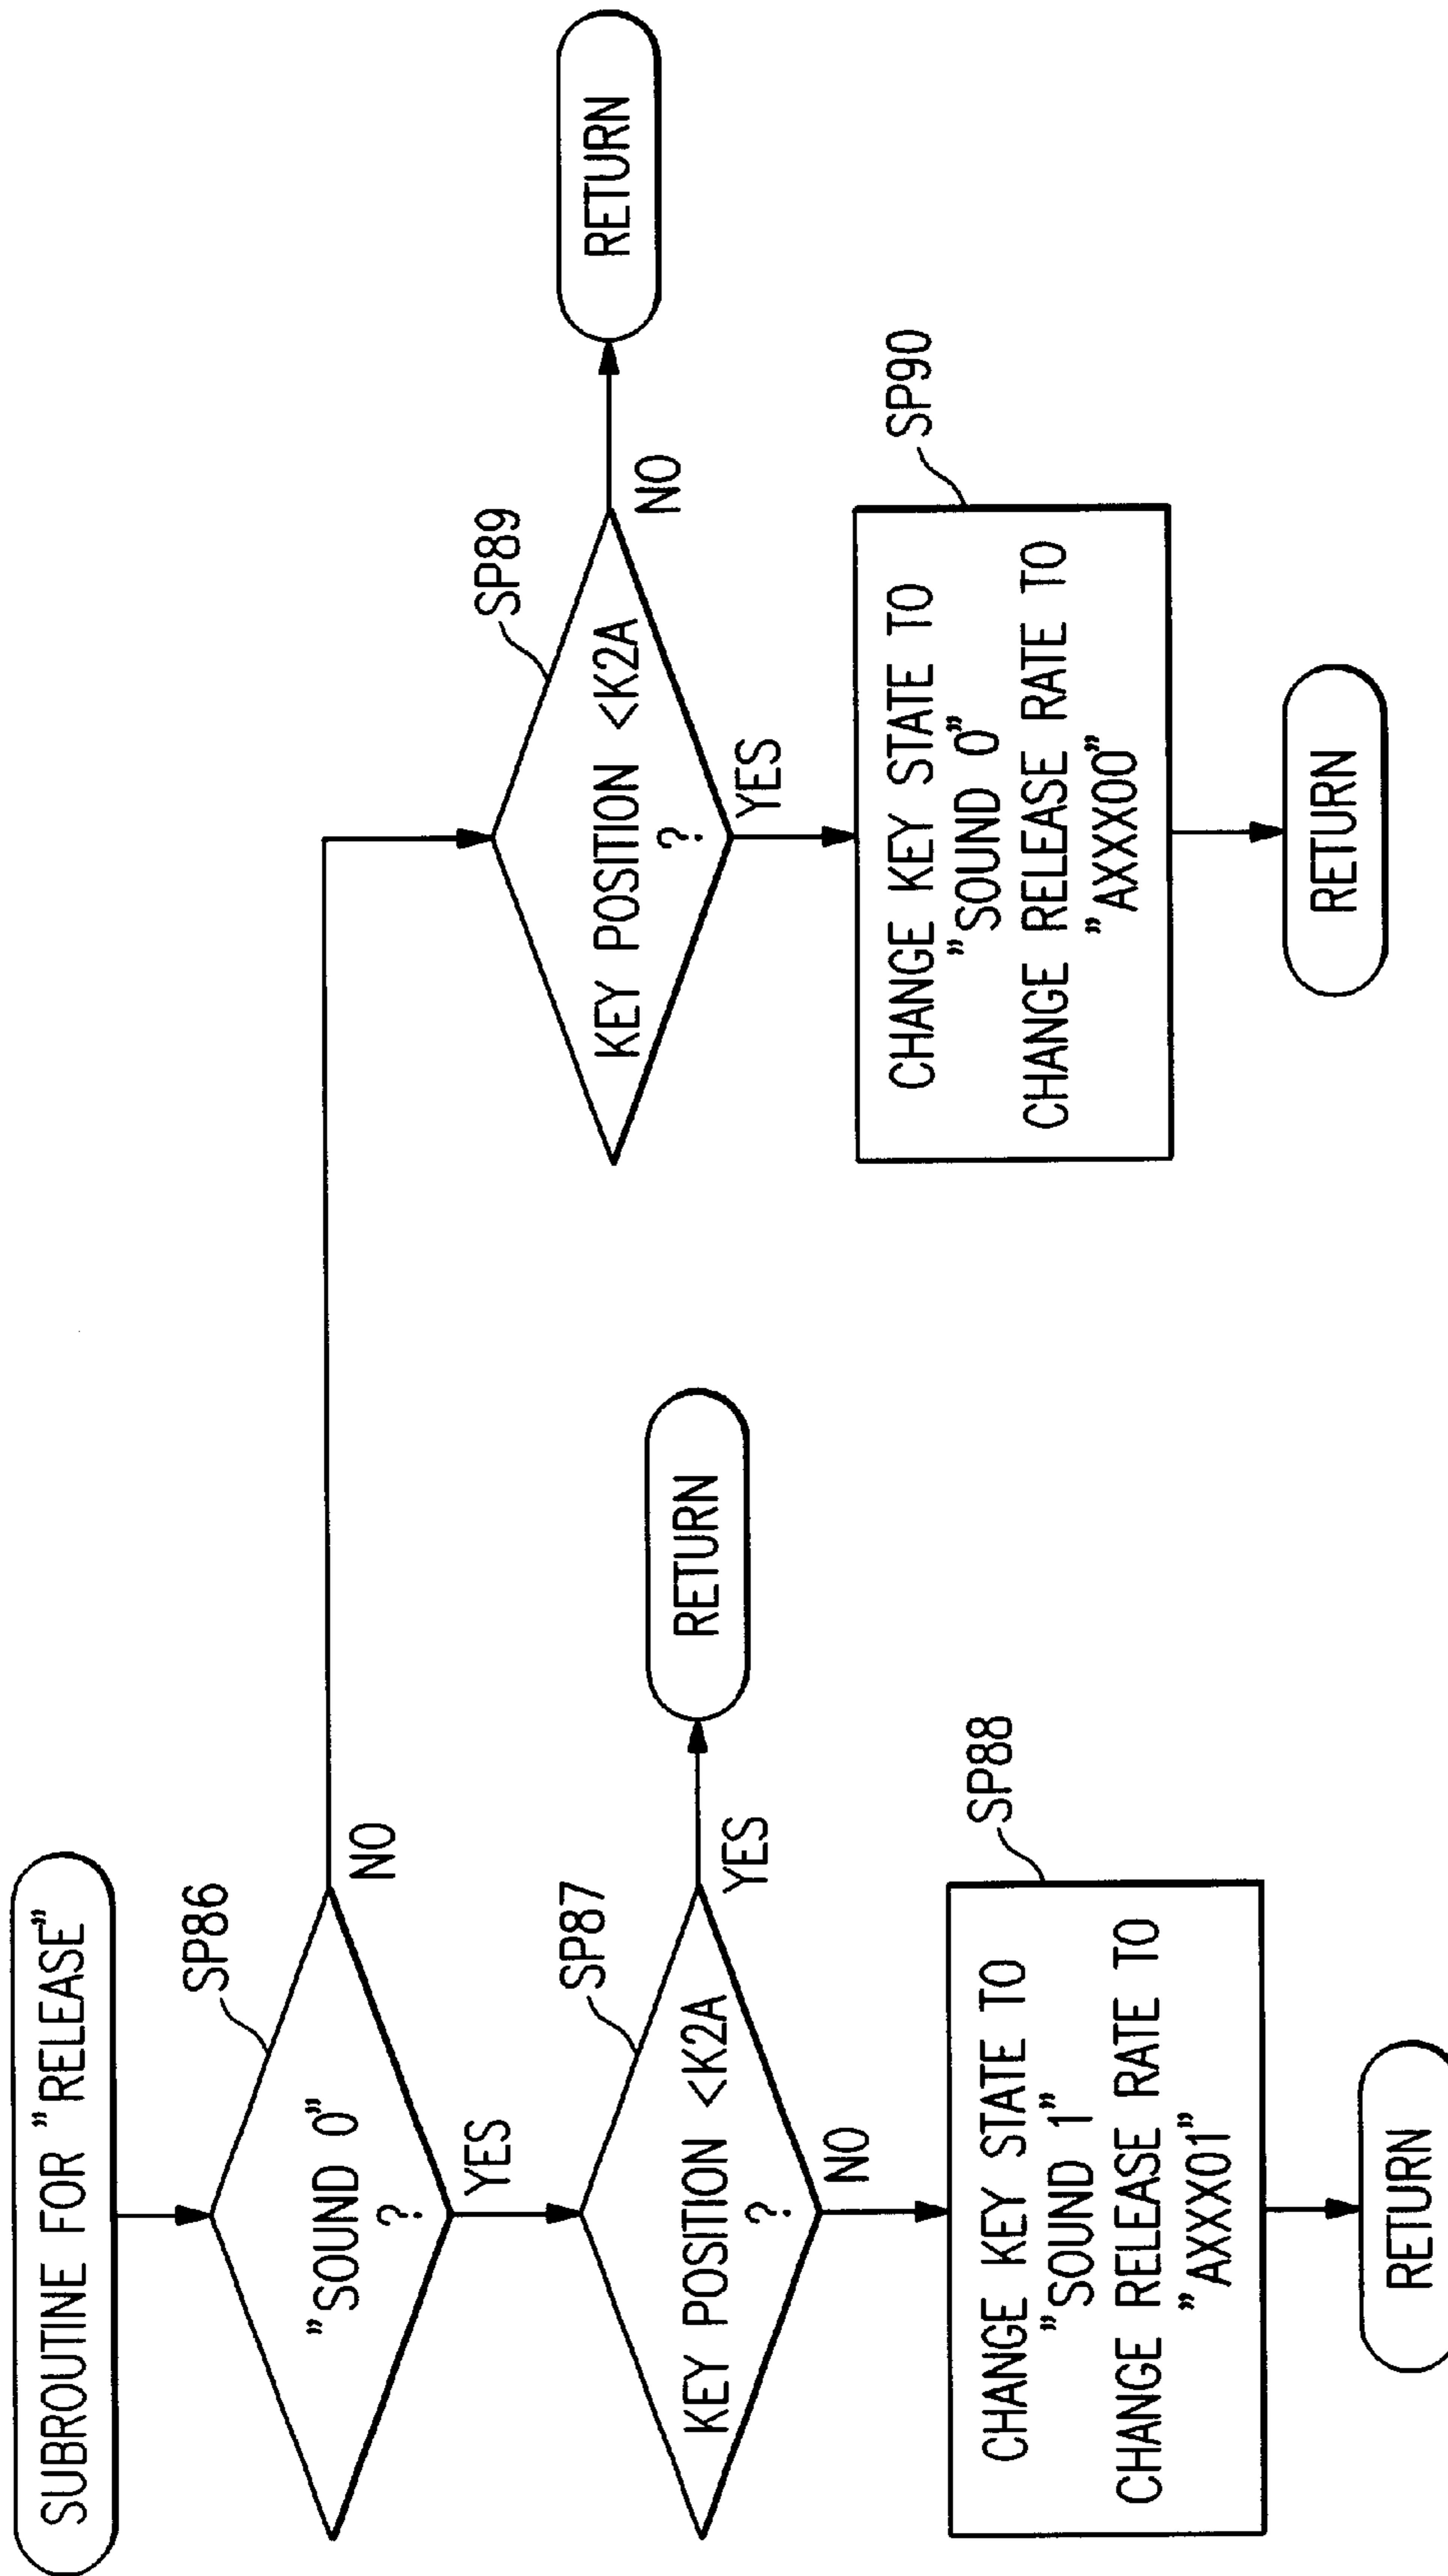 SUBROUTINE FOR "RELEASE"
SP86
"SOUND 0"
?
NO
YES
SP87
KEY POSITION <K2A
?
YES
RETURN
NO
SP88
CHANGE KEY STATE TO
"SOUND 1"
CHANGE RELEASE RATE TO
"AXXX01"
RETURN
SP89
KEY POSITION <K2A
?
NO
RETURN
YES
SP90
CHANGE KEY STATE TO
"SOUND 0"
CHANGE RELEASE RATE TO
"AXXX00"
RETURN